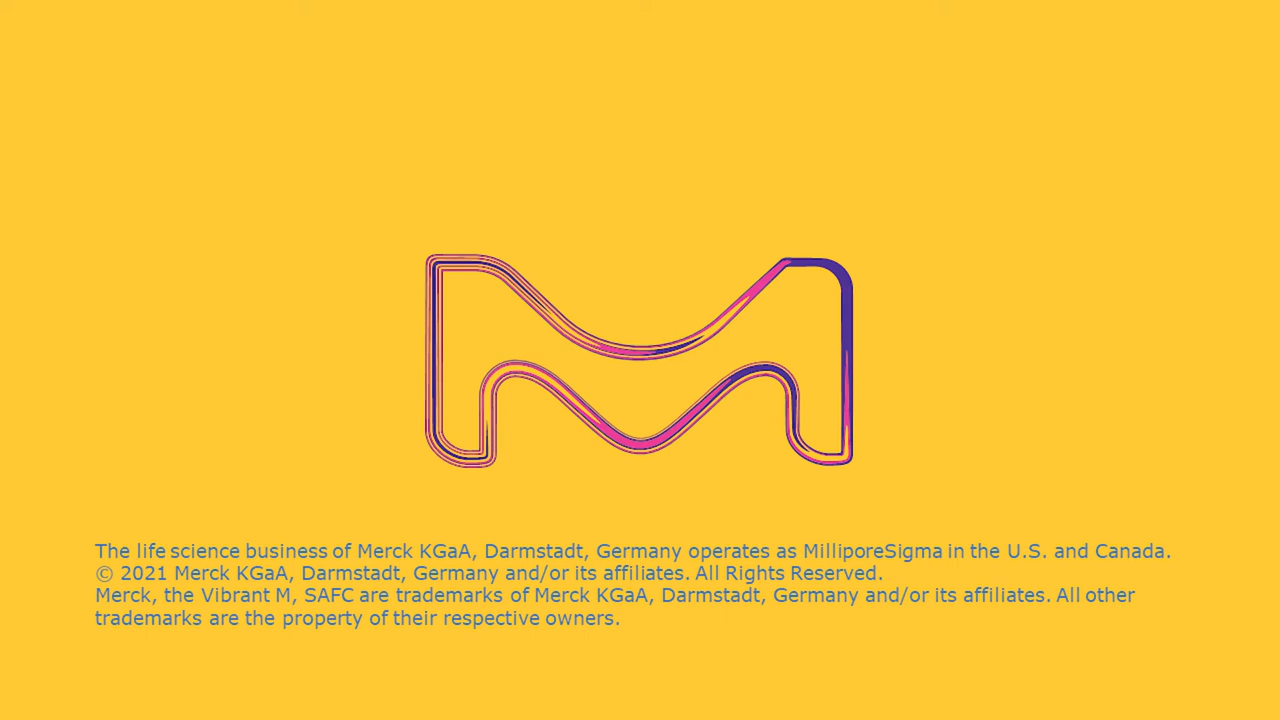 The life science business of Merck KGaA, Darmstadt, Germany operates as MilliporeSigma in the U.S. and Canada.
© 2021 Merck KGaA, Darmstadt, Germany and/or its affiliates. All Rights Reserved.
Merck, the Vibrant M, SAFC are trademarks of Merck KGaA, Darmstadt, Germany and/or its affiliates. All other
trademarks are the property of their respective owners.